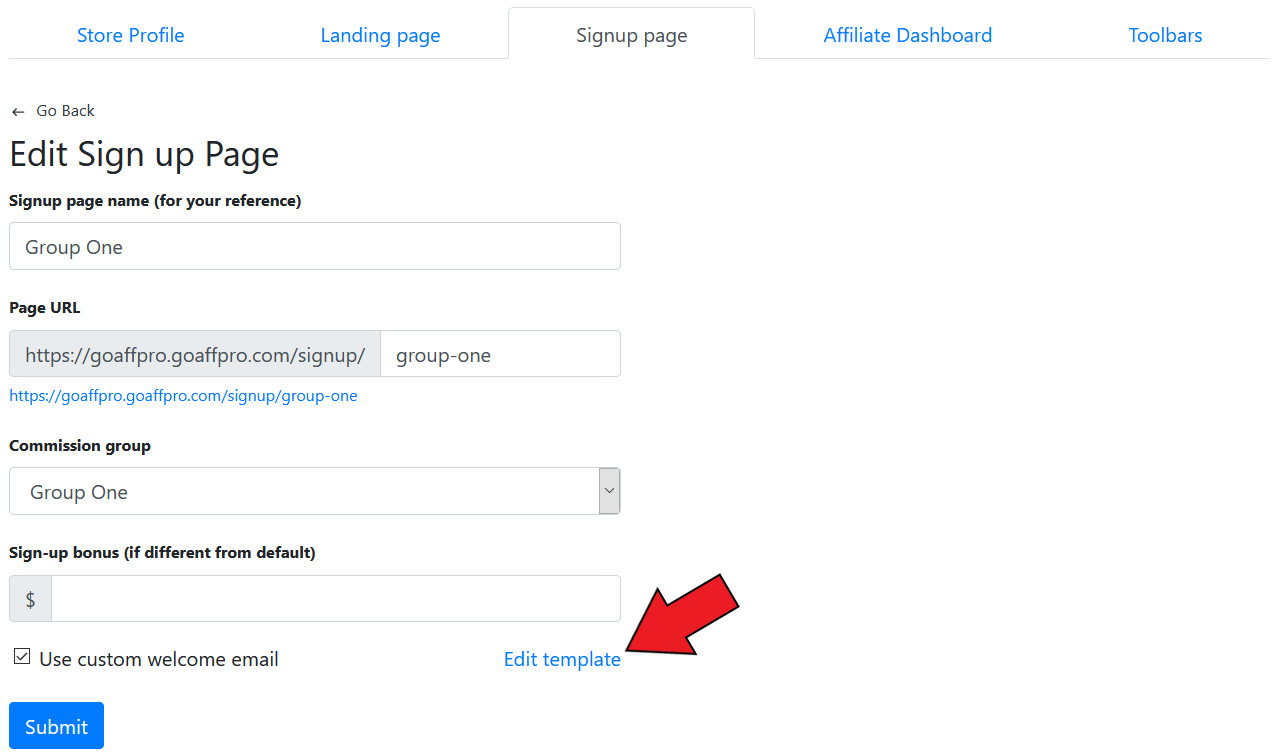 Store Profile Landing page Signup page Affiliate Dashboard Toolbars
← Go Back
Edit Sign up Page
Signup page name (for your reference)
Group One
Page URL
https://goaffpro.goaffpro.com/signup/ group-one
https://goaffpro.goaffpro.com/signup/group-one
Commission group
Group One
Sign-up bonus (if different from default)
$
Use custom welcome email Edit template
Submit